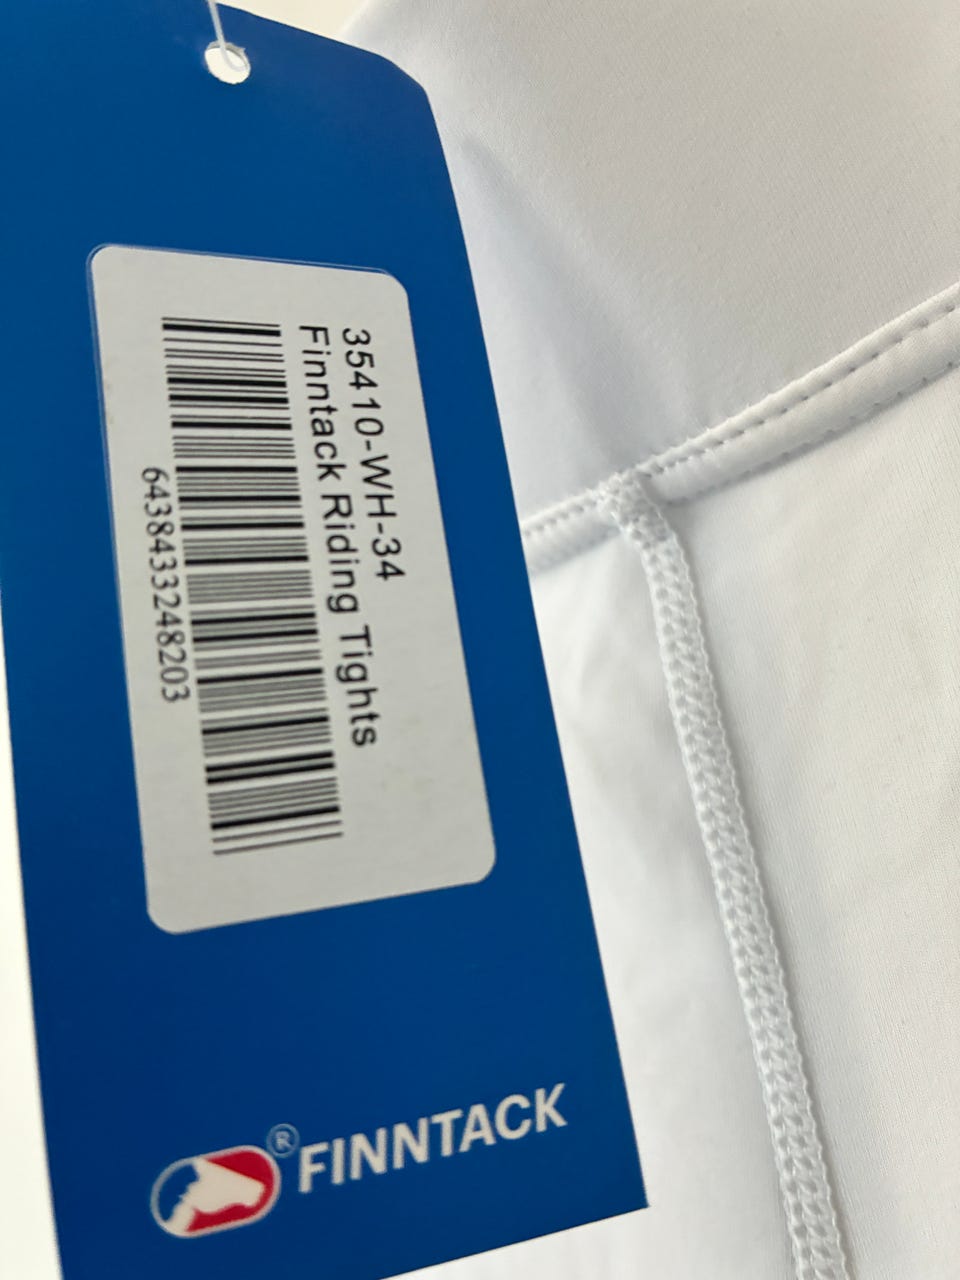 35410-WH-34
Finntack Riding Tights
6438433248203
® FINNTACK